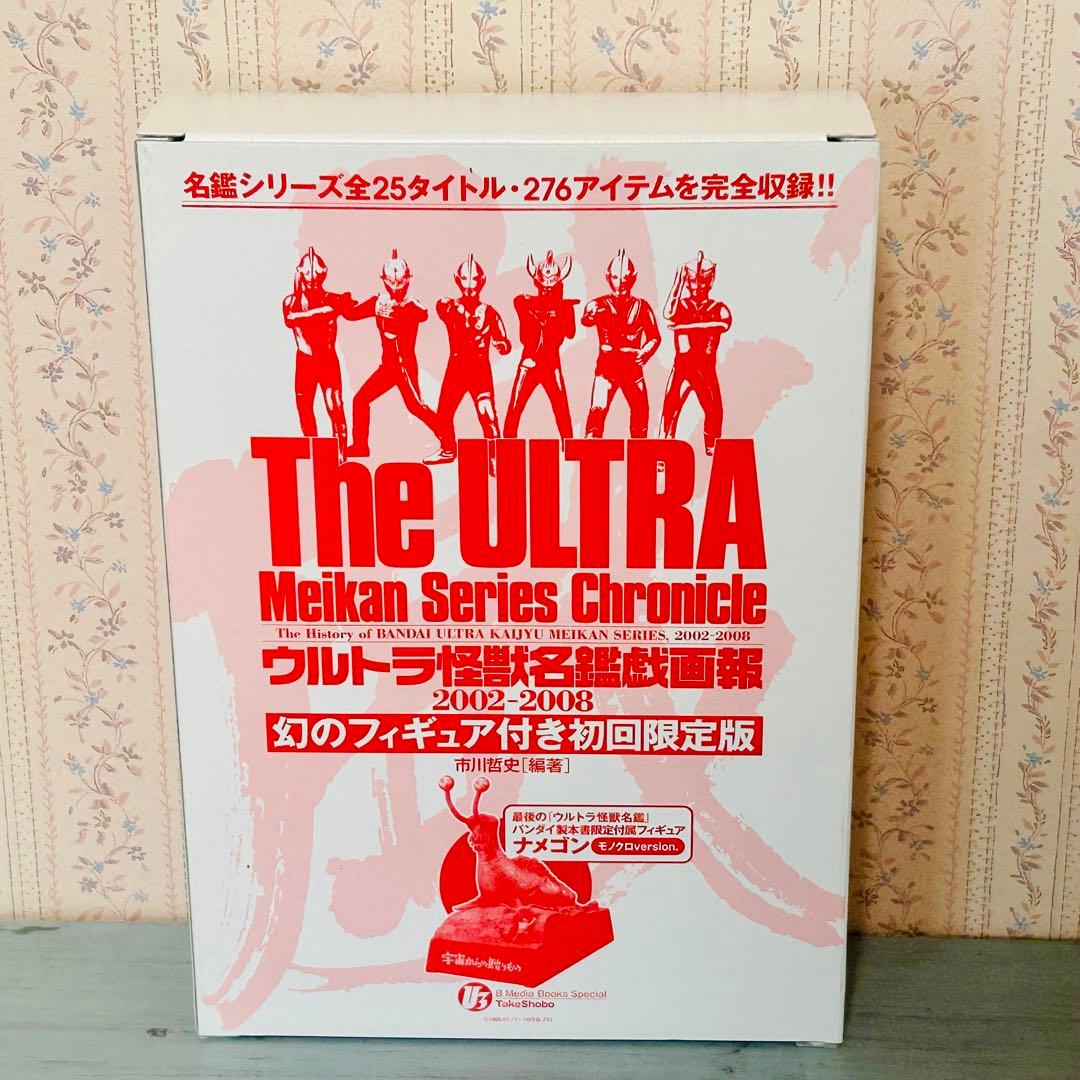 名鑑シリーズ全25タイトル・276アイテムを完全収録!!
The ULTRA
Meikan Series Chronicle
The History of BANDAI ULTRA KAIJYU MEIKAN SERIES, 2002-2008
ウルトラ怪獣名鑑戯画報
2002-2008
幻のフィギュア付き初回限定版
市川哲史［編著］
最後の『ウルトラ怪獣名鑑』
バンダイ製本書限定付属フィギュア
ナメゴン モノクロversion.
宇宙からの贈りもの
B Media Books Special
TakeShobo